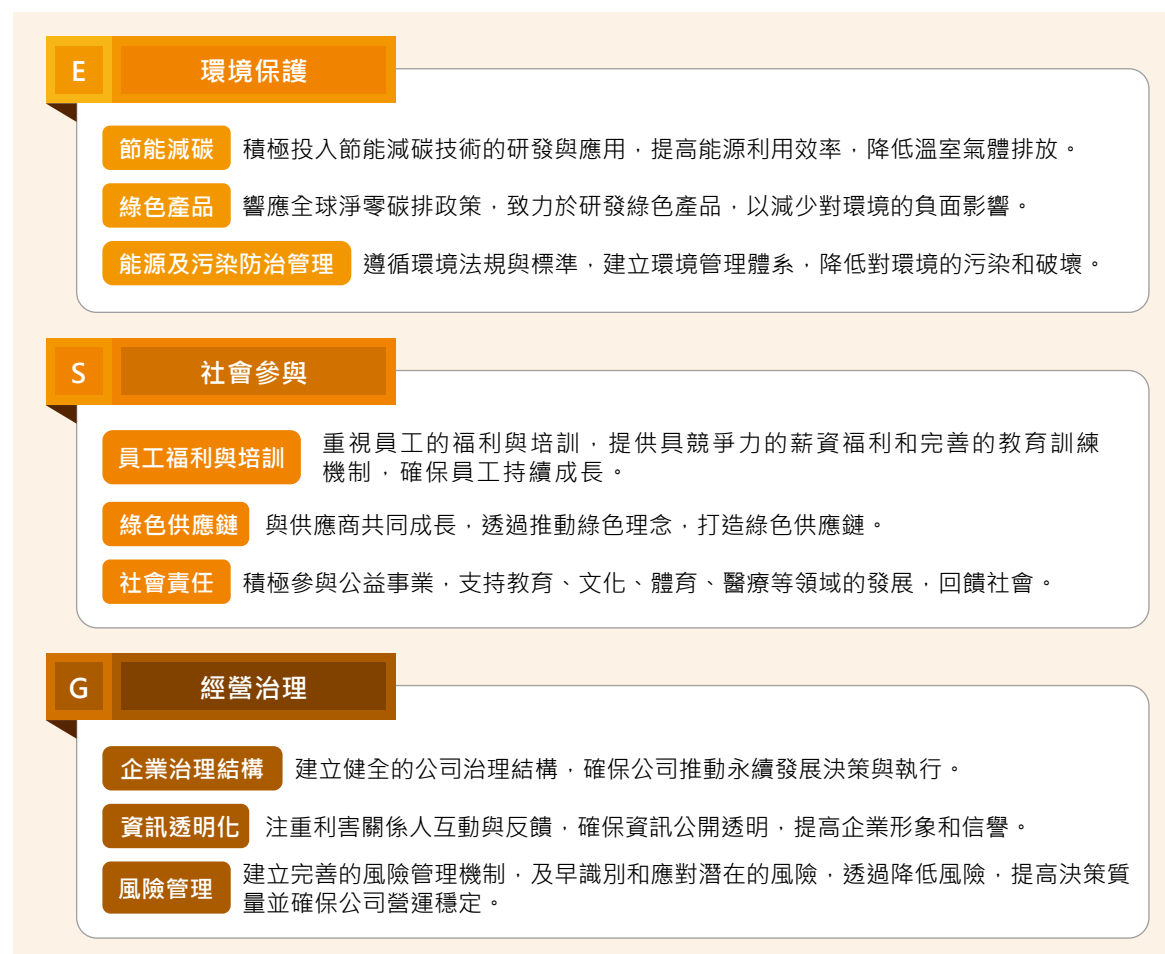 E 環境保護
節能減碳 積極投入節能減碳技術的研發與應用，提高能源利用效率，降低溫室氣體排放。
綠色產品 響應全球淨零碳排政策，致力於研發綠色產品，以減少對環境的負面影響。
能源及污染防治管理 遵循環境法規與標準，建立環境管理體系，降低對環境的污染和破壞。
S 社會參與
員工福利與培訓 重視員工的福利與培訓，提供具競爭力的薪資福利和完善的教育訓練
機制，確保員工持續成長。
綠色供應鏈 與供應商共同成長，透過推動綠色理念，打造綠色供應鏈。
社會責任 積極參與公益事業，支持教育、文化、體育、醫療等領域的發展，回饋社會。
G 經營治理
企業治理結構 建立健全的公司治理結構，確保公司推動永續發展決策與執行。
資訊透明化 注重利害關係人互動與反饋，確保資訊公開透明，提高企業形象和信譽。
風險管理 建立完善的風險管理機制，及早識別和應對潛在的風險，透過降低風險，提高決策質
量並確保公司營運穩定。